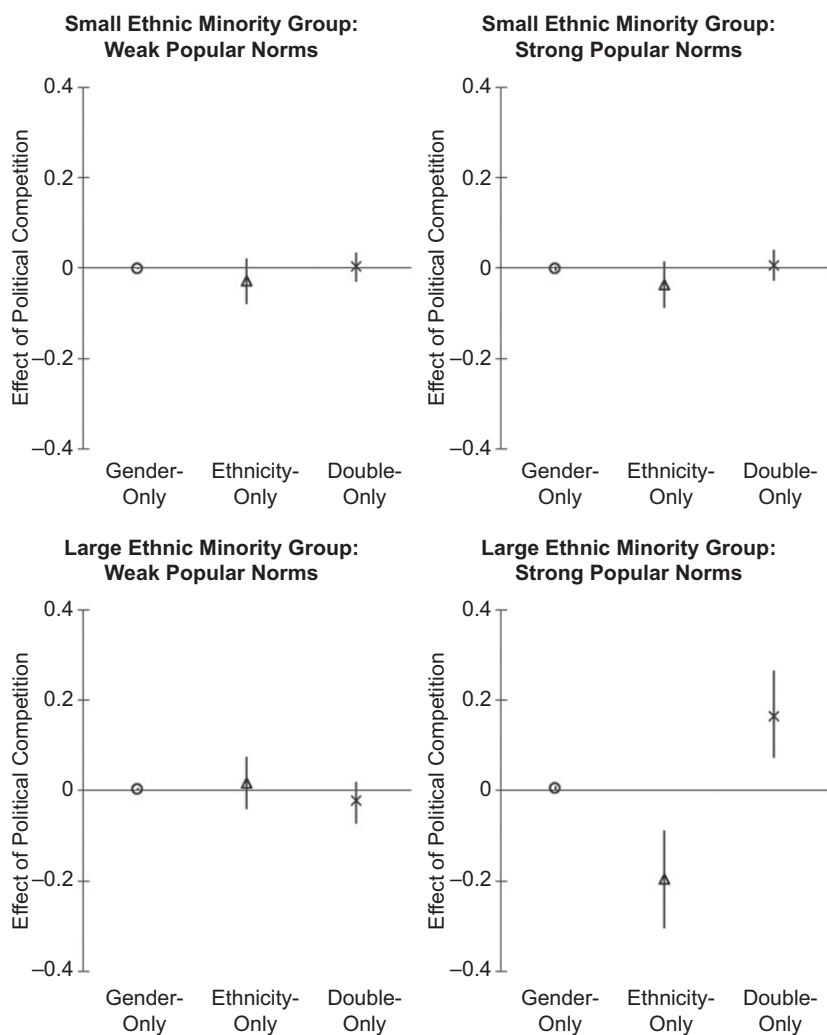 Small Ethnic Minority Group:
Weak Popular Norms
Effect of Political Competition
0.4
0.2
0
–0.2
–0.4
Gender-
Only
Ethnicity-
Only
Double-
Only
Small Ethnic Minority Group:
Strong Popular Norms
Effect of Political Competition
0.4
0.2
0
–0.2
–0.4
Gender-
Only
Ethnicity-
Only
Double-
Only
Large Ethnic Minority Group:
Weak Popular Norms
Effect of Political Competition
0.4
0.2
0
–0.2
–0.4
Gender-
Only
Ethnicity-
Only
Double-
Only
Large Ethnic Minority Group:
Strong Popular Norms
Effect of Political Competition
0.4
0.2
0
–0.2
–0.4
Gender-
Only
Ethnicity-
Only
Double-
Only